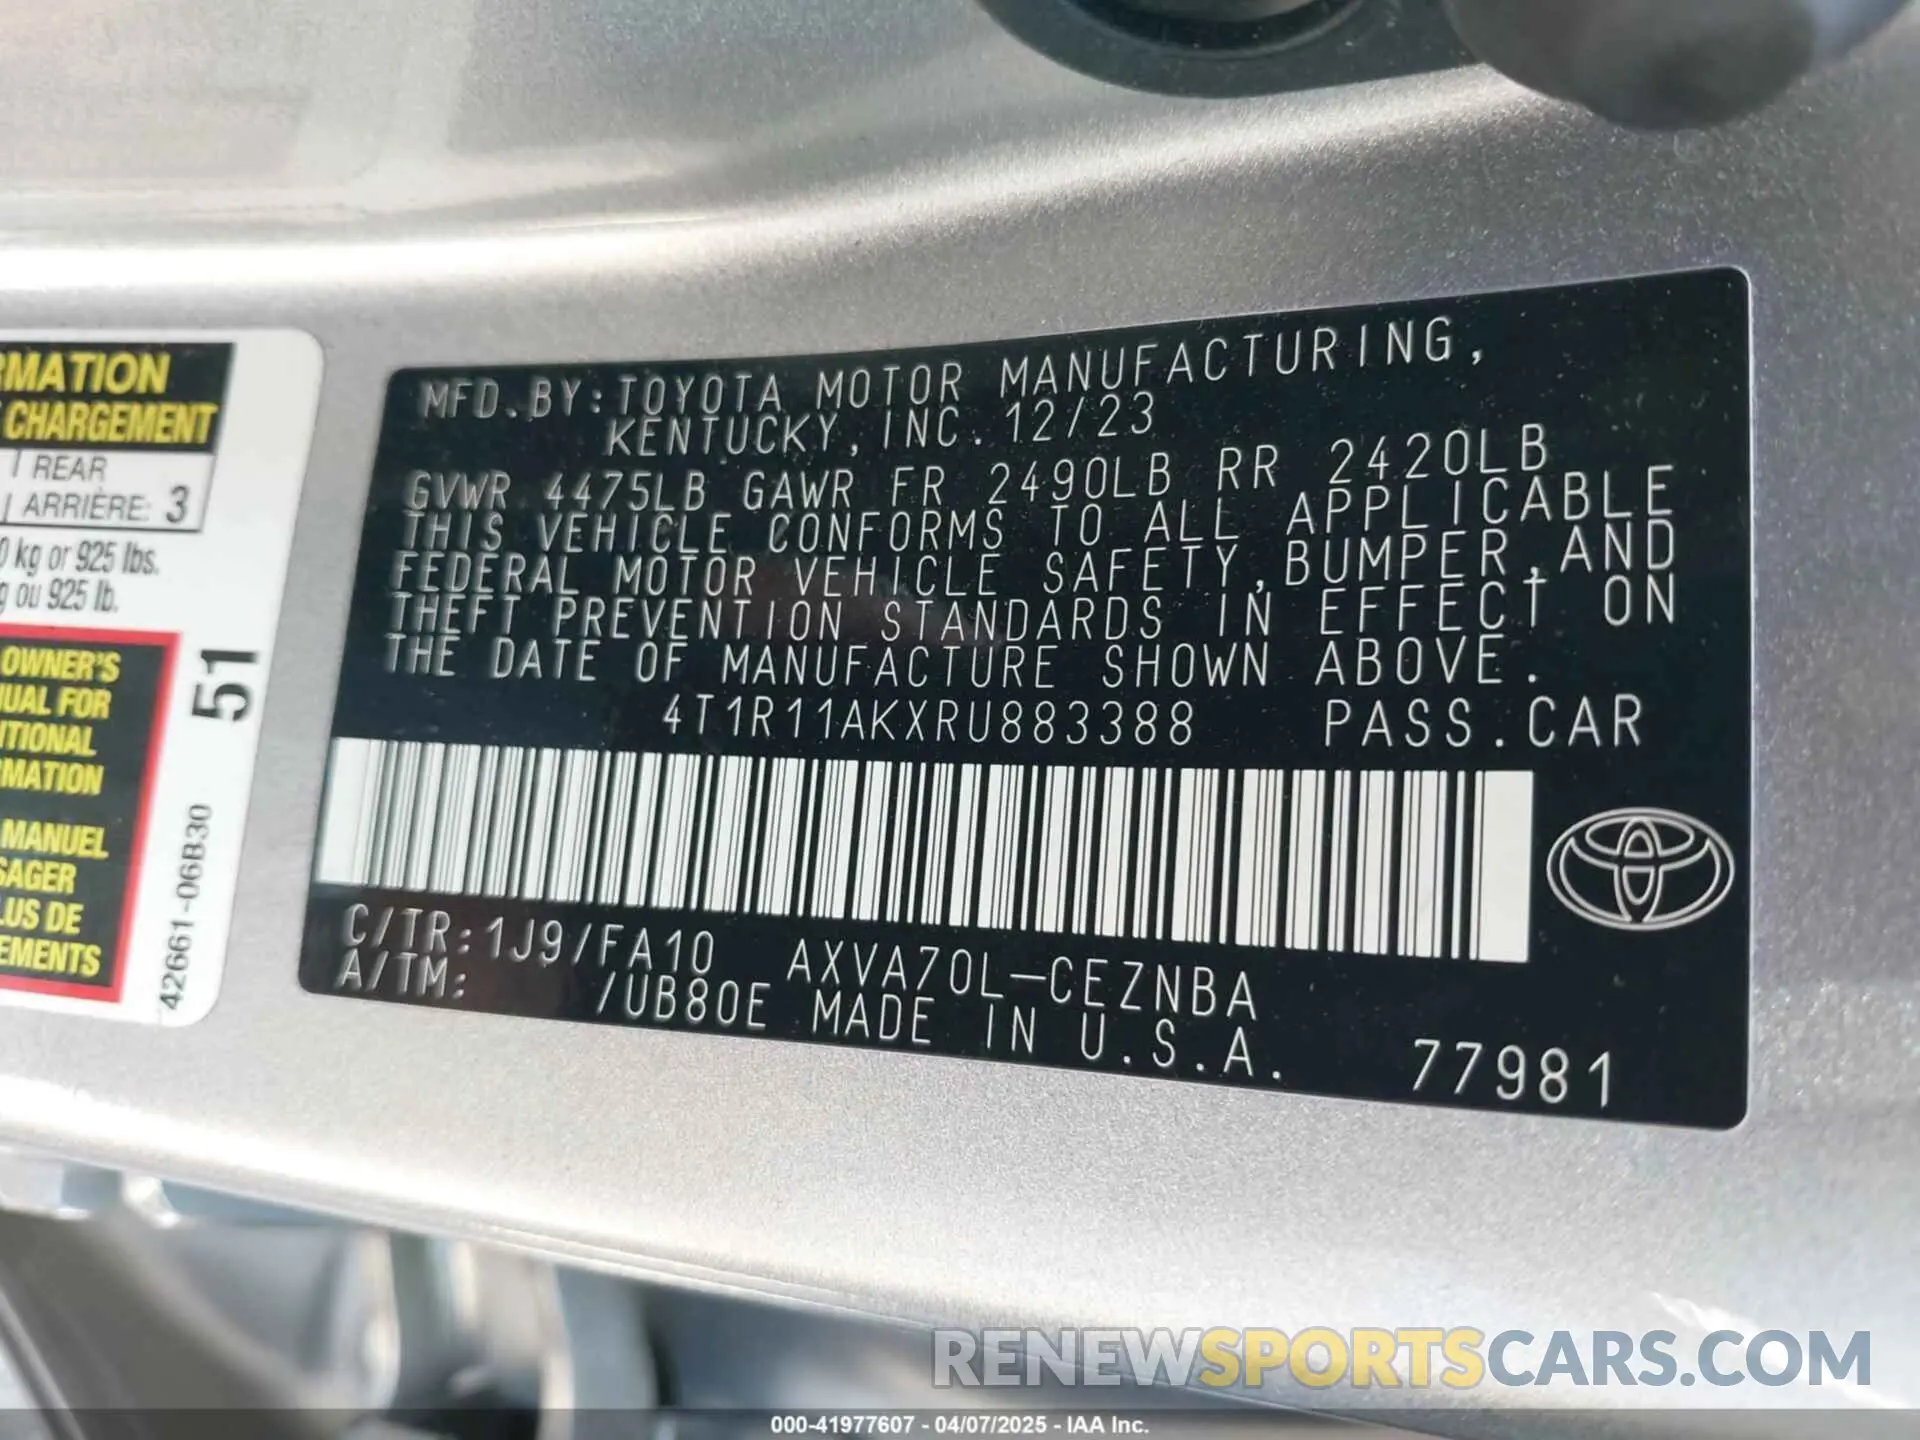 RMATION
CHARGEMENT
REAR
ARRIÈRE: 3
0 kg or 925 lbs.
g ou 925 lb.
OWNER'S
UAL FOR
ITIONAL
RMATION
MANUEL
SAGER
LUS DE
EMENTS
51
42661-06B30
MFD.BY:TOYOTA MOTOR MANUFACTURING,
KENTUCKY, INC. 12/23
GVWR 4475LB GAWR FR 2490LB RR 2420LB
THIS VEHICLE CONFORMS TO ALL APPLICABLE
FEDERAL MOTOR VEHICLE SAFETY,BUMPER,AND
THEFT PREVENTION STANDARDS IN EFFECT ON
THE DATE OF MANUFACTURE SHOWN ABOVE.
4T1R11AKXRU883388 PASS.CAR
C/TR:1J9/FA10 AXVA70L-CEZNBA
A/TM: /UB80E MADE IN U.S.A.
77981
RENEWSPORTSCARS.COM
000-41977607 - 04/07/2025 - IAA Inc.